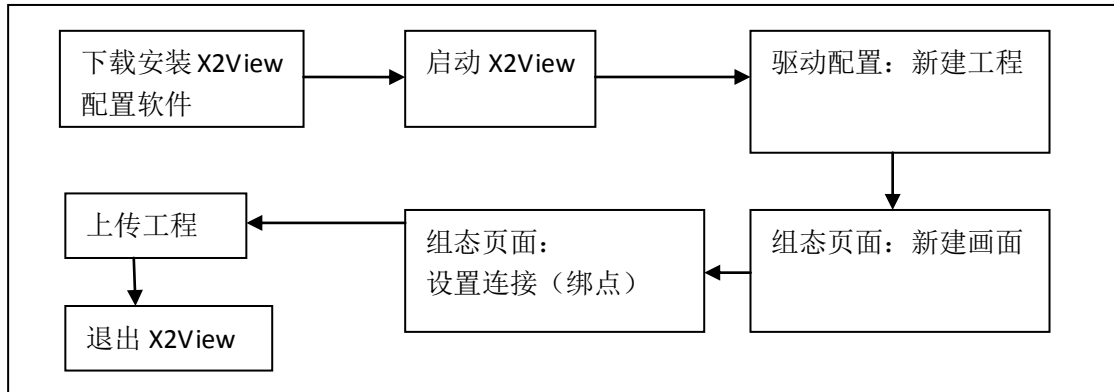 下载安装 X2View
配置软件
启动 X2View
驱动配置：新建工程
组态页面：新建画面
组态页面：
设置连接（绑点）
上传工程
退出 X2View